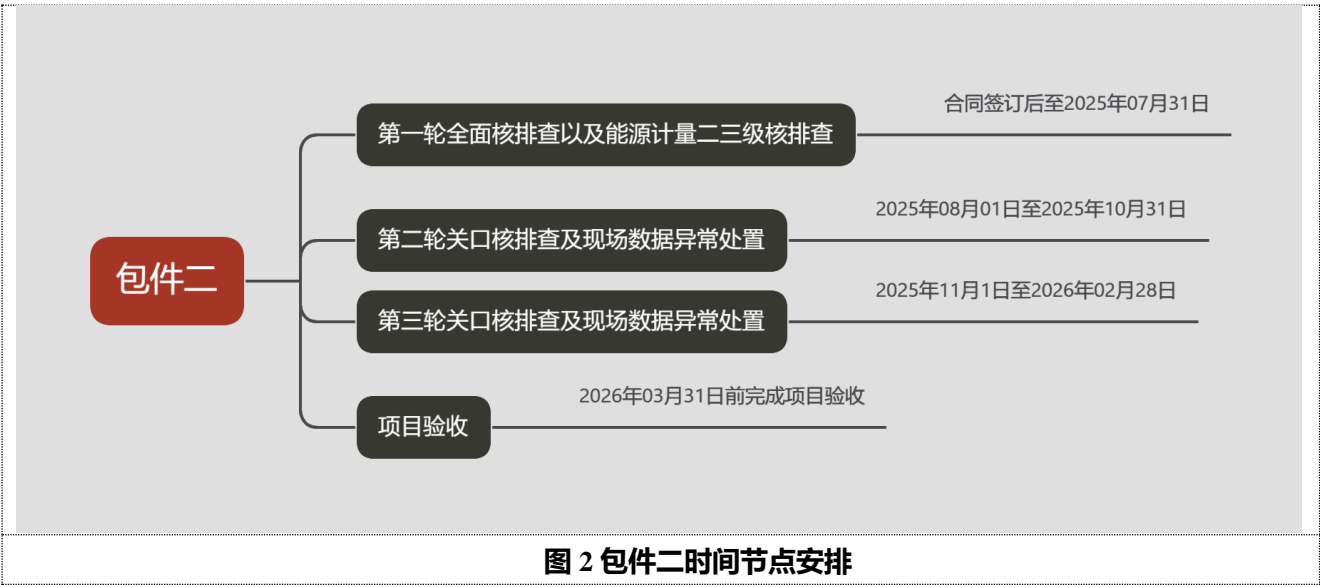 合同签订后至2025年07月31日
第一轮全面核排查以及能源计量二三级核排查
2025年08月01日至2025年10月31日
第二轮关口核排查及现场数据异常处置
包件二
2025年11月1日至2026年02月28日
第三轮关口核排查及现场数据异常处置
2026年03月31日前完成项目验收
项目验收
图 2 包件二时间节点安排